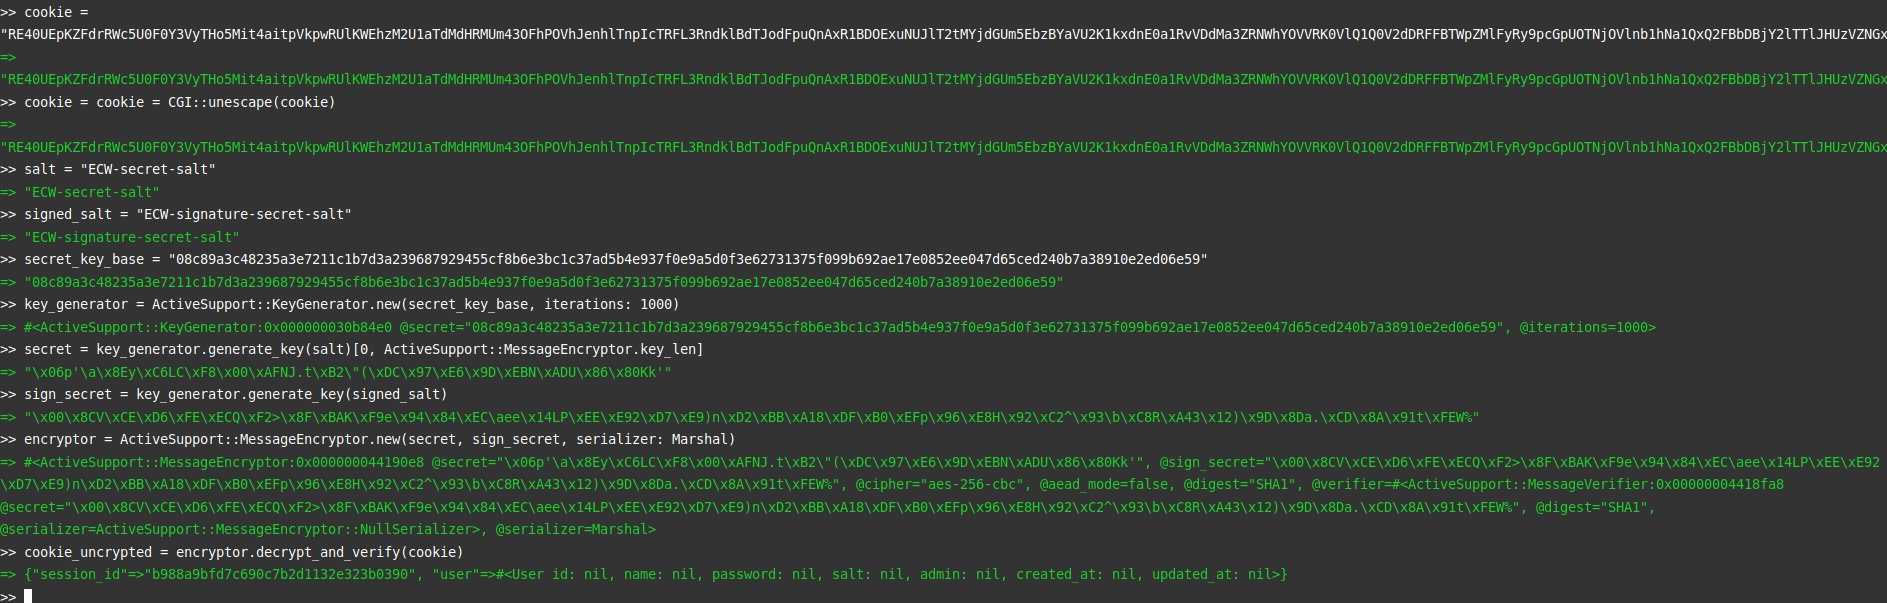 >> cookie =
"RE40UEpKZFdrRWc5U0F0Y3VyTHo5Mit4aitpVkpwRUlKWEhzM2U1aTdMdHRMUm43OFhPOVhJenhlTnpIcTRFL3RndklBdTJodFpuQnAxR1BDOExuNUJlT2tMYjdGUm5EbzBYaVU2K1kxdnE0a1RvVDdMa3ZRNWhYOVVRK0VlQ1Q0V2dDRFFBTWpZMlFyRy9pcGpUOTNjOVlnb1hNa1QxQ2FBbDBjY2lTTlJHUzVZNGx
=>
"RE40UEpKZFdrRWc5U0F0Y3VyTHo5Mit4aitpVkpwRUlKWEhzM2U1aTdMdHRMUm43OFhPOVhJenhlTnpIcTRFL3RndklBdTJodFpuQnAxR1BDOExuNUJlT2tMYjdGUm5EbzBYaVU2K1kxdnE0a1RvVDdMa3ZRNWhYOVVRK0VlQ1Q0V2dDRFFBTWpZMlFyRy9pcGpUOTNjOVlnb1hNa1QxQ2FBbDBjY2lTTlJHUzVZNGx
>> cookie = cookie = CGI::unescape(cookie)
=>
"RE40UEpKZFdrRWc5U0F0Y3VyTHo5Mit4aitpVkpwRUlKWEhzM2U1aTdMdHRMUm43OFhPOVhJenhlTnpIcTRFL3RndklBdTJodFpuQnAxR1BDOExuNUJlT2tMYjdGUm5EbzBYaVU2K1kxdnE0a1RvVDdMa3ZRNWhYOVVRK0VlQ1Q0V2dDRFFBTWpZMlFyRy9pcGpUOTNjOVlnb1hNa1QxQ2FBbDBjY2lTTlJHUzVZNGx
>> salt = "ECW-secret-salt"
=> "ECW-secret-salt"
>> signed_salt = "ECW-signature-secret-salt"
=> "ECW-signature-secret-salt"
>> secret_key_base = "08c89a3c48235a3e7211c1b7d3a239687929455cf8b6e3bc1c37ad5b4e937f0e9a5d0f3e62731375f099b692ae17e0852ee047d65ced240b7a38910e2ed06e59"
=> "08c89a3c48235a3e7211c1b7d3a239687929455cf8b6e3bc1c37ad5b4e937f0e9a5d0f3e62731375f099b692ae17e0852ee047d65ced240b7a38910e2ed06e59"
>> key_generator = ActiveSupport::KeyGenerator.new(secret_key_base, iterations: 1000)
=> #<ActiveSupport::KeyGenerator:0x000000030b84e0 @secret="08c89a3c48235a3e7211c1b7d3a239687929455cf8b6e3bc1c37ad5b4e937f0e9a5d0f3e62731375f099b692ae17e0852ee047d65ced240b7a38910e2ed06e59", @iterations=1000>
>> secret = key_generator.generate_key(salt)[0, ActiveSupport::MessageEncryptor.key_len]
=> "\x06p'\a\x8Ey\xC6LC\xF8\x00\xAFNJ.t\xB2\"(\xDC\x97\xE6\x9D\xEBN\xADU\x86\x80Kk'"
>> sign_secret = key_generator.generate_key(signed_salt)
=> "\x00\x8CV\xCE\xD6\xFE\xECQ\xF2>\x8F\xBAK\xF9e\x94\x84\xEC\aee\x14LP\xEE\xE92\xD7\xE9)n\xD2\xBB\xA18\xDF\xB0\xEFp\x96\xE8H\x92\xC2^\x93\b\xC8R\xA43\x12)\x9D\x8Da.\xCD\x8A\x91t\xFEW%"
>> encryptor = ActiveSupport::MessageEncryptor.new(secret, sign_secret, serializer: Marshal)
=> #<ActiveSupport::MessageEncryptor:0x000000044190e8 @secret="\x06p'\a\x8Ey\xC6LC\xF8\x00\xAFNJ.t\xB2\"(\xDC\x97\xE6\x9D\xEBN\xADU\x86\x80Kk'", @sign_secret="\x00\x8CV\xCE\xD6\xFE\xECQ\xF2>\x8F\xBAK\xF9e\x94\x84\xEC\aee\x14LP\xEE\xE92
\xD7\xE9)n\xD2\xBB\xA18\xDF\xB0\xEFp\x96\xE8H\x92\xC2^\x93\b\xC8R\xA43\x12)\x9D\x8Da.\xCD\x8A\x91t\xFEW%", @cipher="aes-256-cbc", @aead_mode=false, @digest="SHA1", @verifier=#<ActiveSupport::MessageVerifier:0x00000004418fa8
@secret="\x00\x8CV\xCE\xD6\xFE\xECQ\xF2>\x8F\xBAK\xF9e\x94\x84\xEC\aee\x14LP\xEE\xE92\xD7\xE9)n\xD2\xBB\xA18\xDF\xB0\xEFp\x96\xE8H\x92\xC2^\x93\b\xC8R\xA43\x12)\x9D\x8Da.\xCD\x8A\x91t\xFEW%", @digest="SHA1",
@serializer=ActiveSupport::MessageEncryptor::NullSerializer>, @serializer=Marshal>
>> cookie_uncrypted = encryptor.decrypt_and_verify(cookie)
=> {"session_id"=>"b988a9bfd7c690c7b2d1132e323b0390", "user"=>#<User id: nil, name: nil, password: nil, salt: nil, admin: nil, created_at: nil, updated_at: nil>}
>>